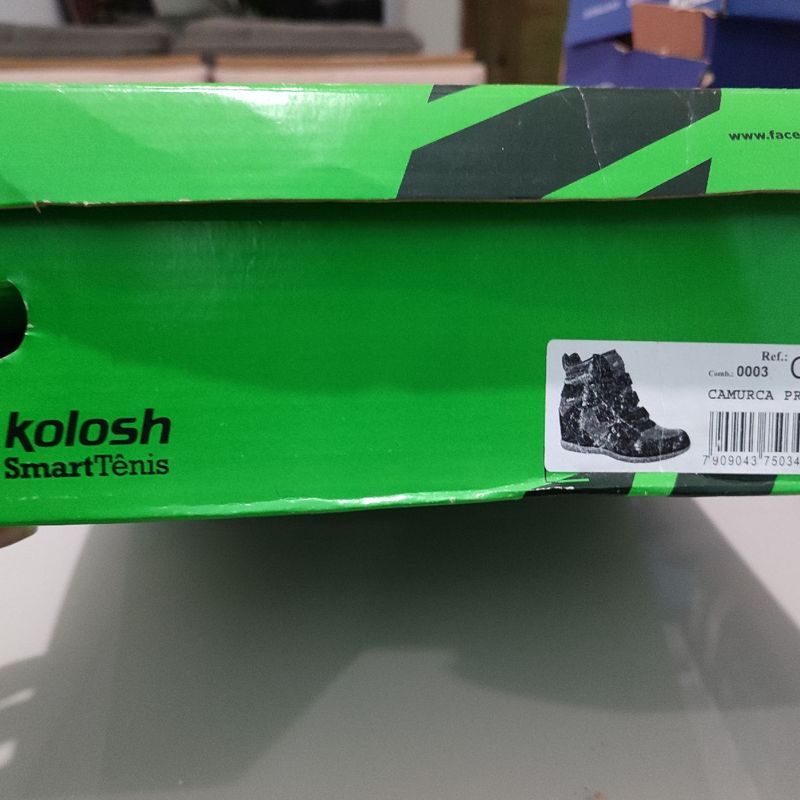 www.face
kolosh
SmartTênis
Ref.:
Comb.: 0003
CAMURCA PR
7 909043 75034